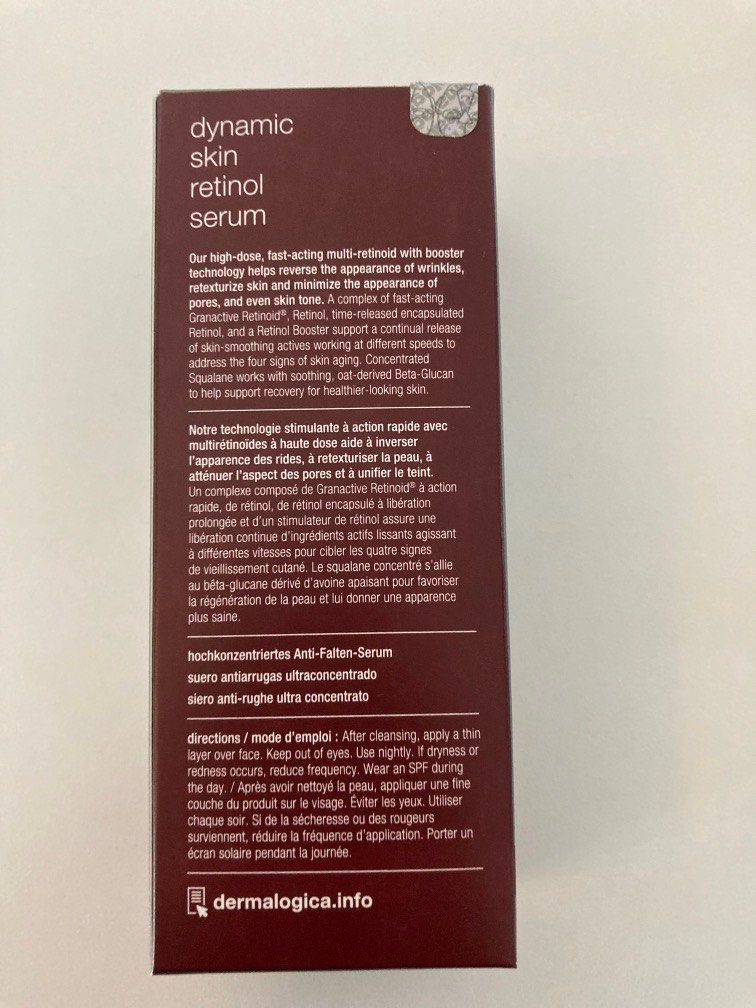 dynamic
skin
retinol
serum
Our high-dose, fast-acting multi-retinoid with booster
technology helps reverse the appearance of wrinkles,
retexturize skin and minimize the appearance of
pores, and even skin tone. A complex of fast-acting
Granactive Retinoid®, Retinol, time-released encapsulated
Retinol, and a Retinol Booster support a continual release
of skin-smoothing actives working at different speeds to
address the four signs of skin aging. Concentrated
Squalane works with soothing, oat-derived Beta-Glucan
to help support recovery for healthier-looking skin.
Notre technologie stimulante à action rapide avec
multirétinoïdes à haute dose aide à inverser
l'apparence des rides, à retexturiser la peau, à
atténuer l'aspect des pores et à unifier le teint.
Un complexe composé de Granactive Retinoid® à action
rapide, de rétinol, de rétinol encapsulé à libération
prolongée et d'un stimulateur de rétinol assure une
libération continue d'ingrédients actifs lissants agissant
à différentes vitesses pour cibler les quatre signes
de vieillissement cutané. Le squalane concentré s'allie
au bêta-glucane dérivé d'avoine apaisant pour favoriser
la régénération de la peau et lui donner une apparence
plus saine.
hochkonzentriertes Anti-Falten-Serum
suero antiarrugas ultraconcentrado
siero anti-rughe ultra concentrato
directions / mode d'emploi : After cleansing, apply a thin
layer over face. Keep out of eyes. Use nightly. If dryness or
redness occurs, reduce frequency. Wear an SPF during
the day. / Après avoir nettoyé la peau, appliquer une fine
couche du produit sur le visage. Éviter les yeux. Utiliser
chaque soir. Si de la sécheresse ou des rougeurs
surviennent, réduire la fréquence d'application. Porter un
écran solaire pendant la journée.
dermalogica.info